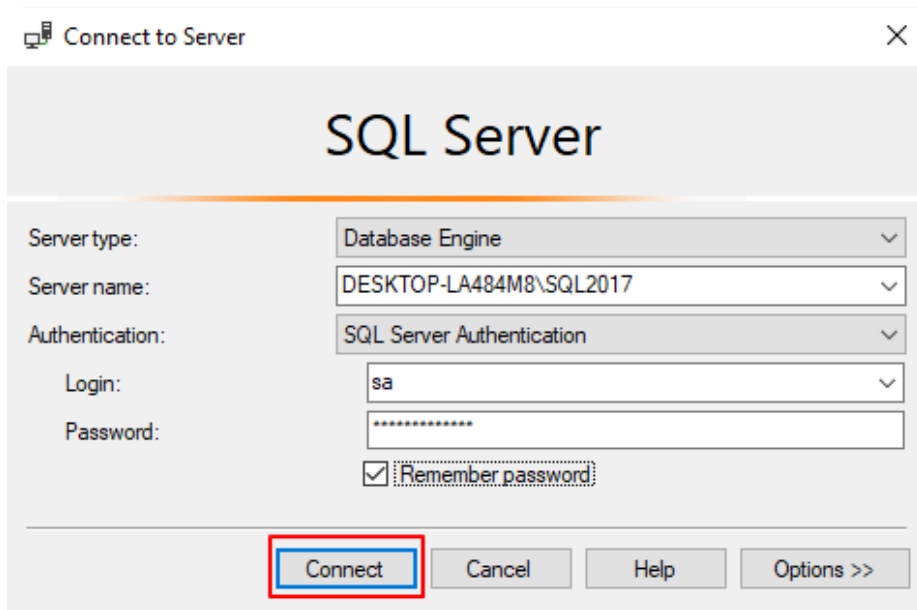 Connect to Server
SQL Server
Server type: Database Engine
Server name: DESKTOP-LA484M8\SQL2017
Authentication: SQL Server Authentication
Login: sa
Password: *************
Remember password
Connect Cancel Help Options >>